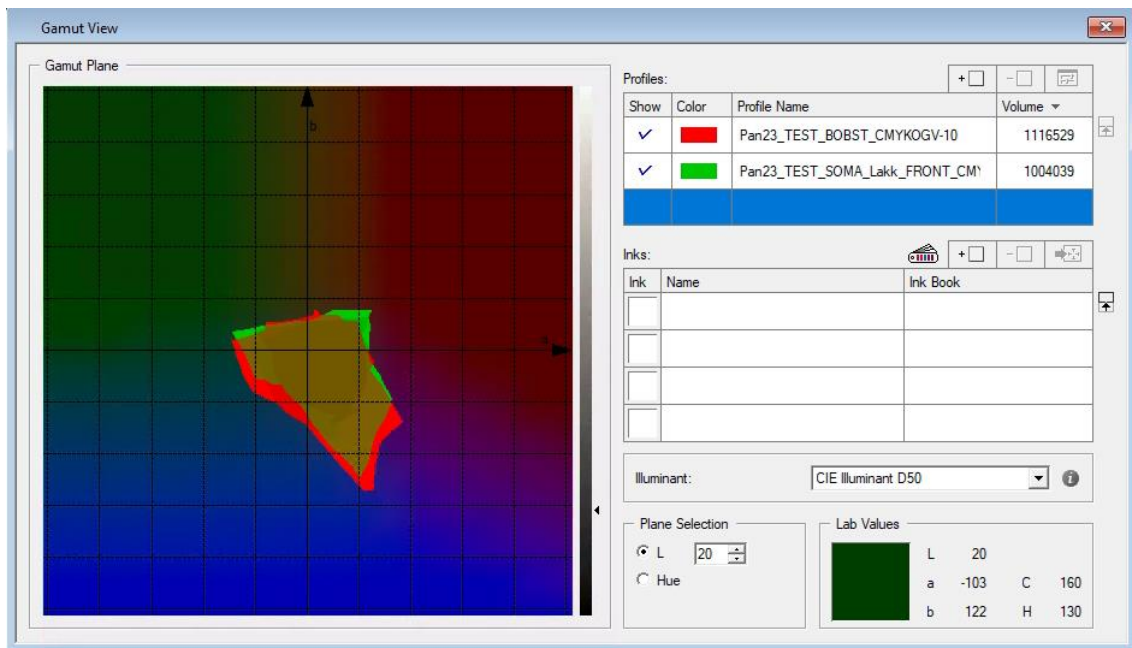 Gamut View
Gamut Plane
b
a
Profiles:
Show Color Profile Name Volume
Pan23_TEST_BOBST_CMYKOGV-10 1116529
Pan23_TEST_SOMA_Lakk_FRONT_CMY 1004039
Inks:
Ink Name Ink Book
Illuminant: CIE Illuminant D50
Plane Selection
L 20
Hue
Lab Values
L 20
a -103 C 160
b 122 H 130